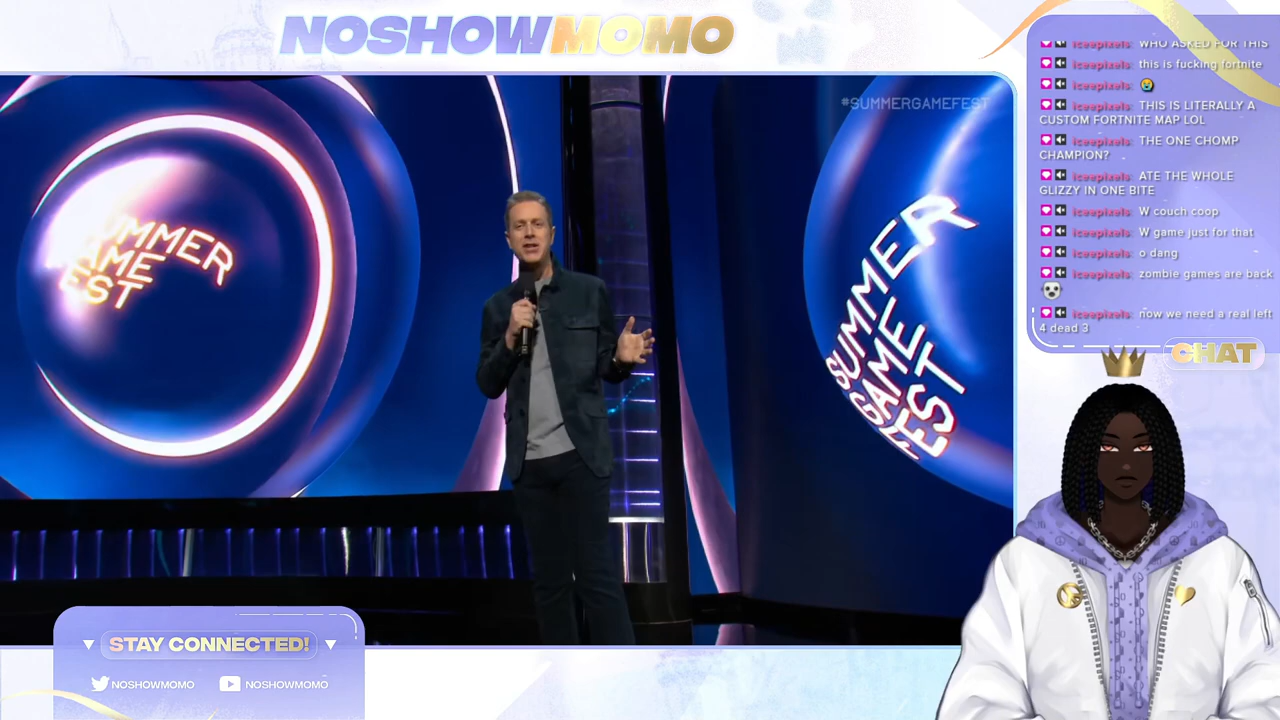 NOSHOWMOMO
#SUMMERGAMEFEST
SUMMER
GAME
FEST
SUMMER
GAME
FEST
iceepixels: WHO ASKED FOR THIS
iceepixels: this is fucking fortnite
iceepixels: 😭
iceepixels: THIS IS LITERALLY A
CUSTOM FORTNITE MAP LOL
iceepixels: THE ONE CHOMP
CHAMPION?
iceepixels: ATE THE WHOLE
GLIZZY IN ONE BITE
iceepixels: W couch coop
iceepixels: W game just for that
iceepixels: o dang
iceepixels: zombie games are back
iceepixels: now we need a real left
4 dead 3
CHAT
STAY CONNECTED!
NOSHOWMOMO
NOSHOWMOMO